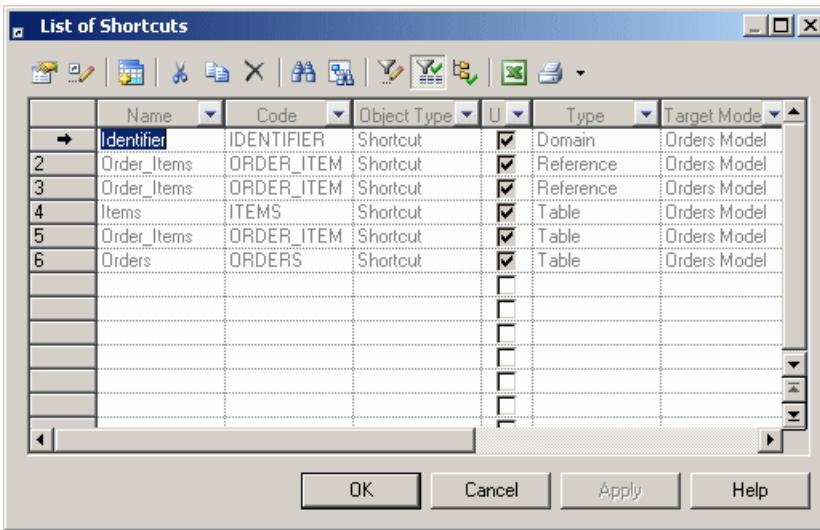 List of Shortcuts
Name Code Object Type U Type Target Mode
Identifier IDENTIFIER Shortcut Domain Orders Model
2 Order_Items ORDER_ITEM Shortcut Reference Orders Model
3 Order_Items ORDER_ITEM Shortcut Reference Orders Model
4 Items ITEMS Shortcut Table Orders Model
5 Order_Items ORDER_ITEM Shortcut Table Orders Model
6 Orders ORDERS Shortcut Table Orders Model
OK Cancel Apply Help